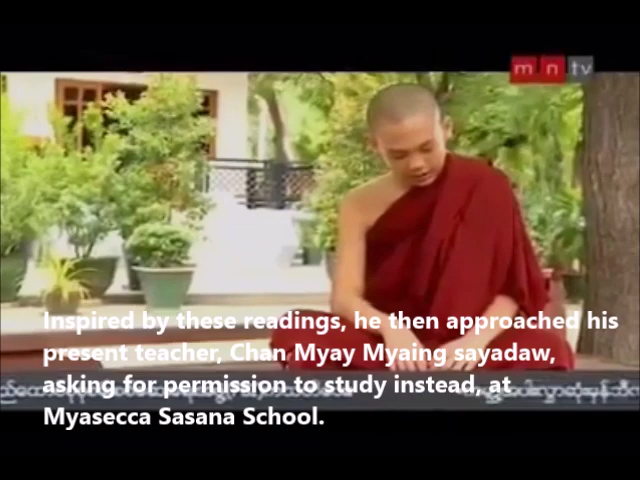 mntv
Inspired by these readings, he then approached his
present teacher, Chan Myay Myaing sayadaw,
asking for permission to study instead, at
Myasecca Sasana School.